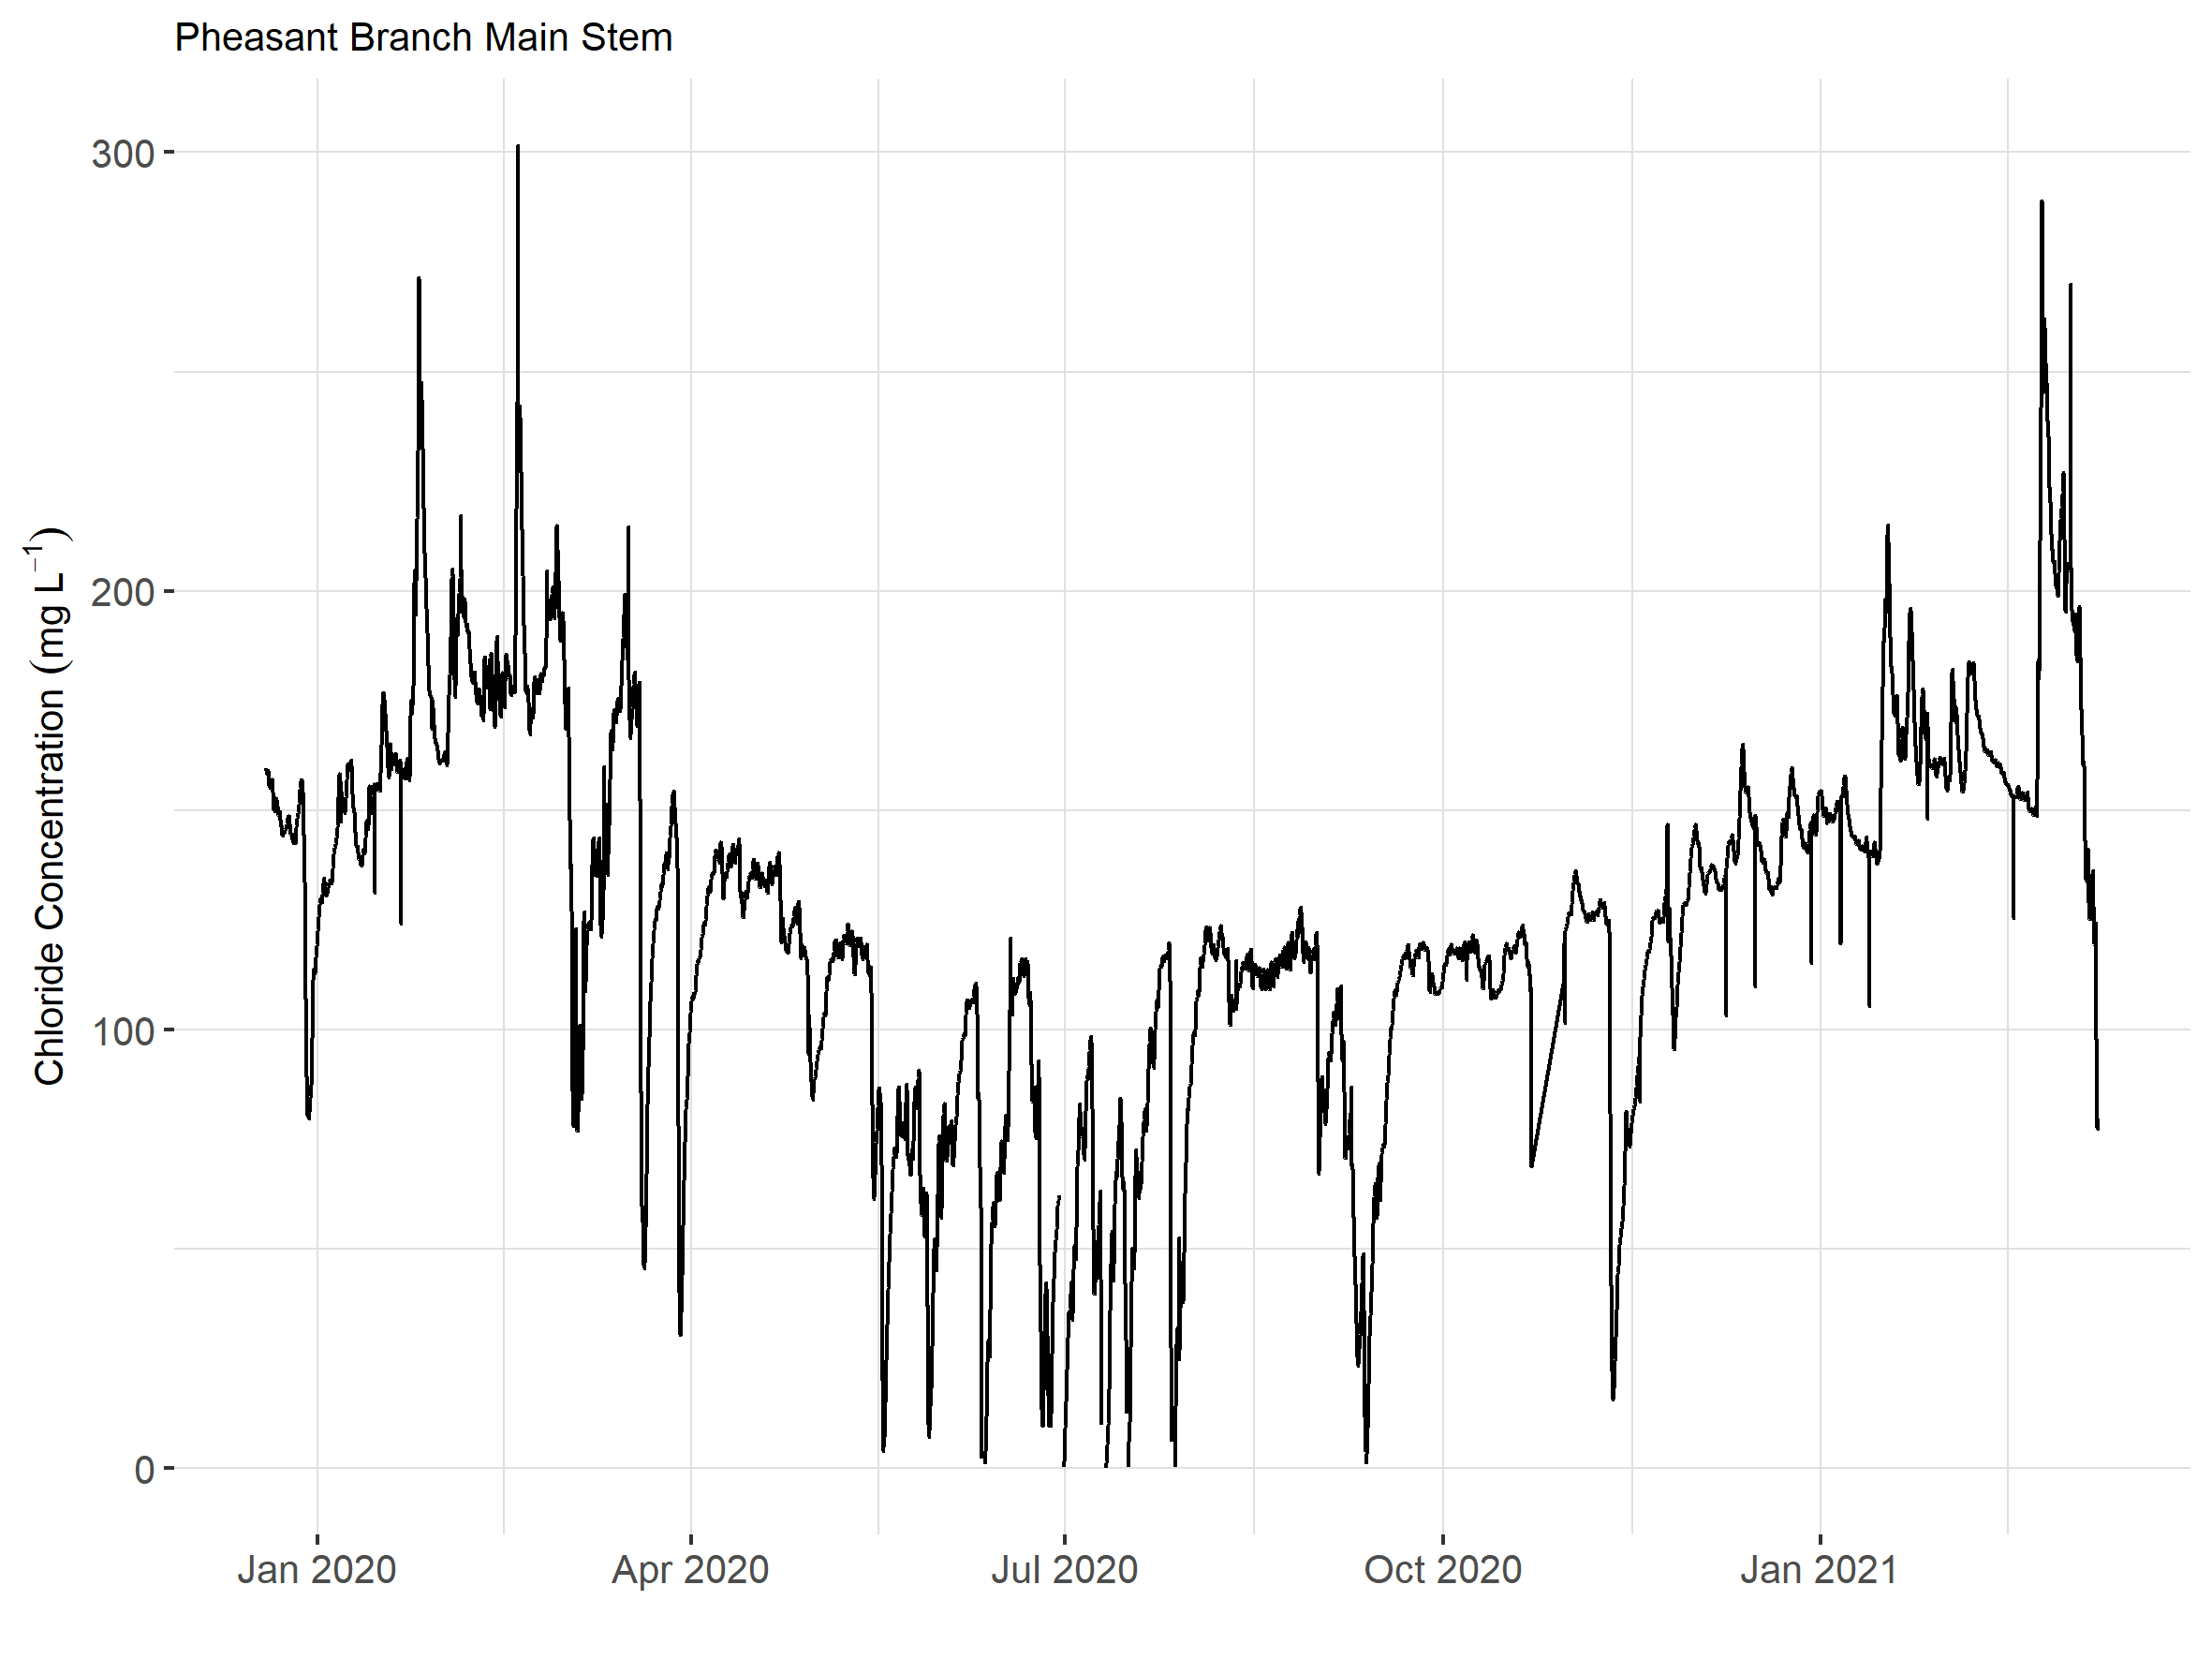 Pheasant Branch Main Stem
Chloride Concentration (mg L⁻¹)
300
200
100
0
Jan 2020 Apr 2020 Jul 2020 Oct 2020 Jan 2021